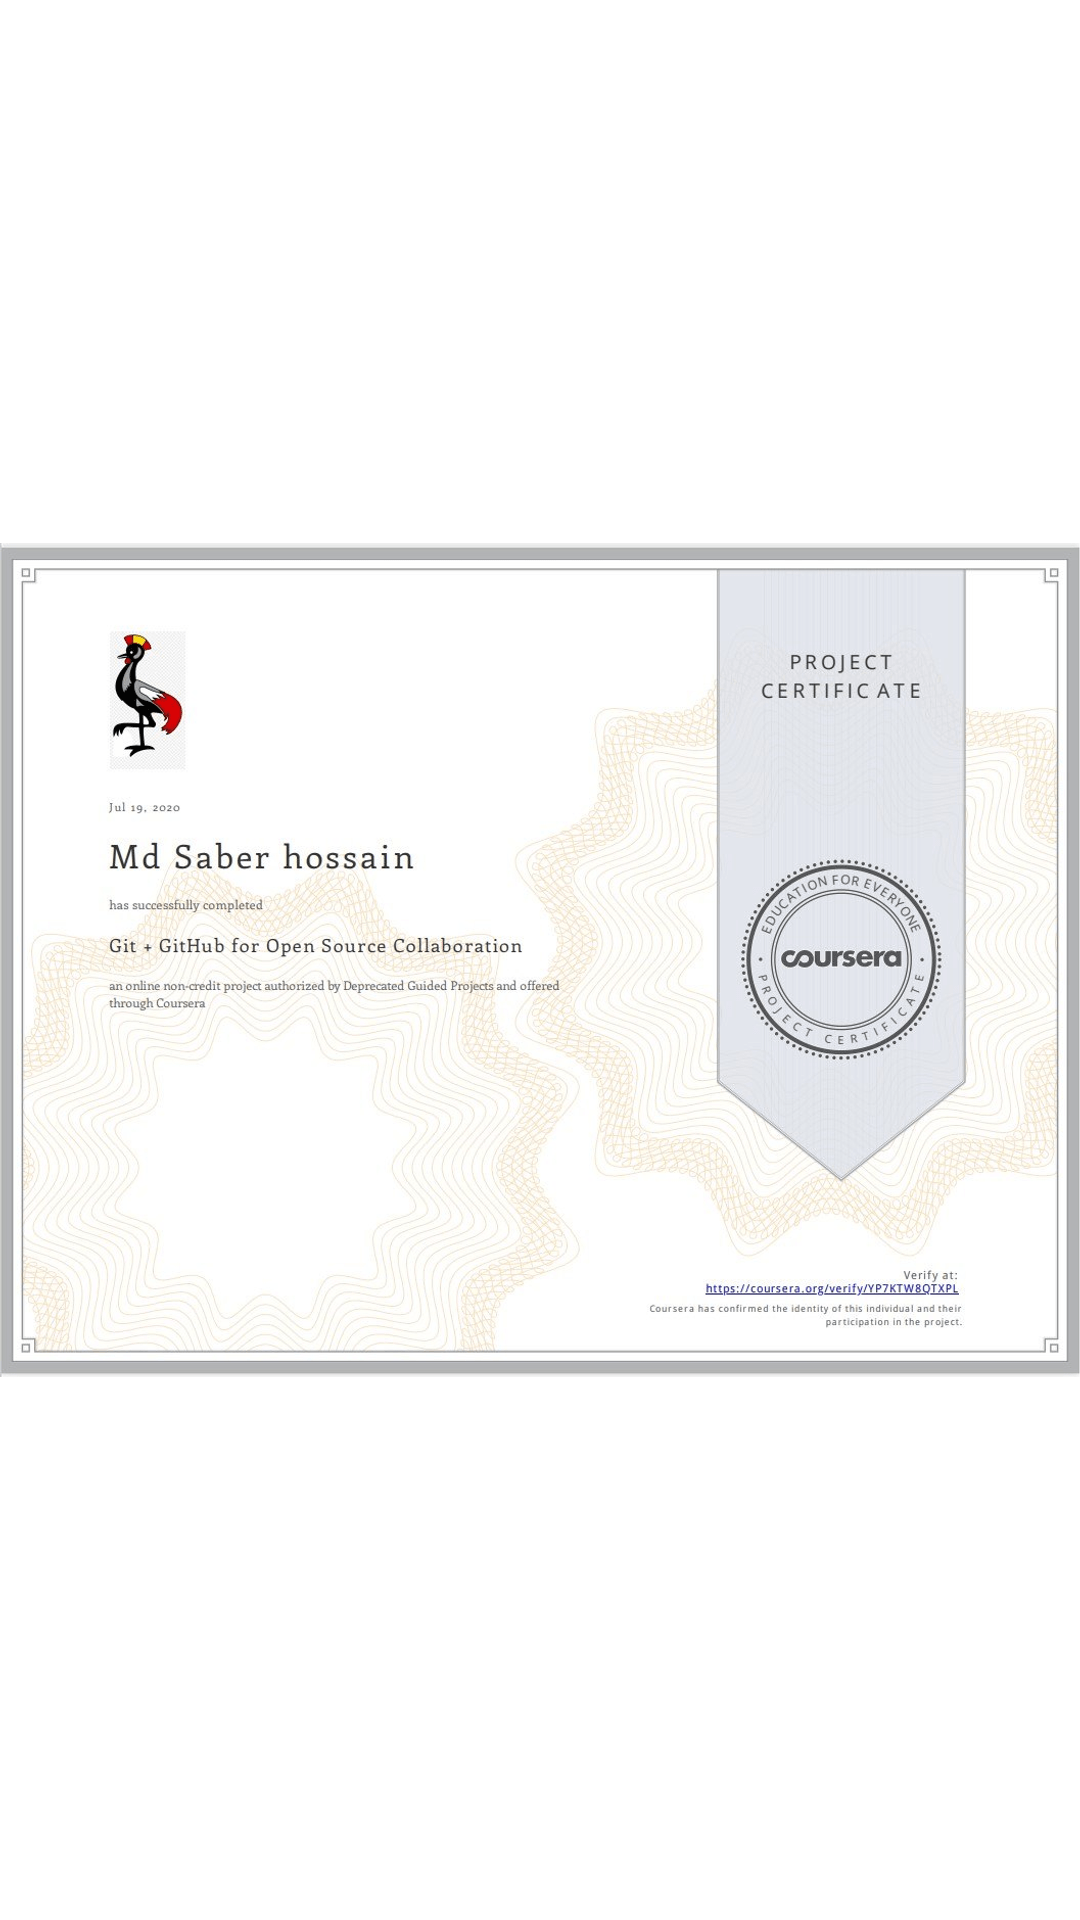 PROJECT
CERTIFICATE
Jul 19, 2020
Md Saber hossain
has successfully completed
Git + GitHub for Open Source Collaboration
an online non-credit project authorized by Deprecated Guided Projects and offered
through Coursera
EDUCATION FOR EVERYONE
coursera
PROJECT CERTIFICATE
Verify at:
https://coursera.org/verify/YP7KTW8QTXPL
Coursera has confirmed the identity of this individual and their
participation in the project.